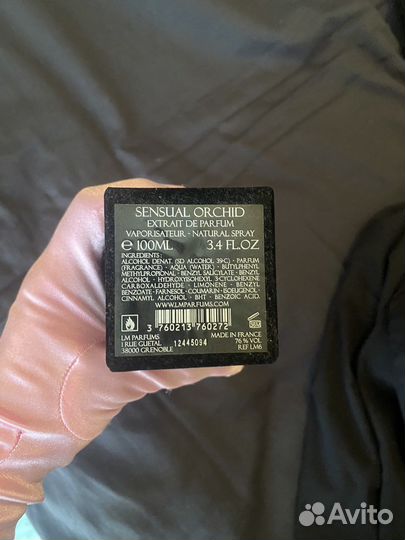 SENSUAL ORCHID
EXTRAIT DE PARFUM
VAPORISATEUR - NATURAL SPRAY
℮ 100ML 3.4 FL.OZ
INGREDIENTS:
ALCOHOL DENAT. (SD ALCOHOL 39-C) - PARFUM
(FRAGRANCE) - AQUA (WATER) - BUTYLPHENYL
METHYLPROPIONAL - BENZYL SALICYLATE - BENZYL
ALCOHOL - HYDROXYISOHEXYL 3-CYCLOHEXENE
CARBOXALDEHYDE - LIMONENE - BENZYL
BENZOATE - FARNESOL - COUMARIN - ISOEUGENOL -
CINNAMYL ALCOHOL - BHT - BENZOIC ACID.
WWW.LMPARFUMS.COM
3 760213 760272
LM PARFUMS
1 RUE GUETAL
38000 GRENOBLE
12445094
MADE IN FRANCE
76% VOL
REF LM6
Avito